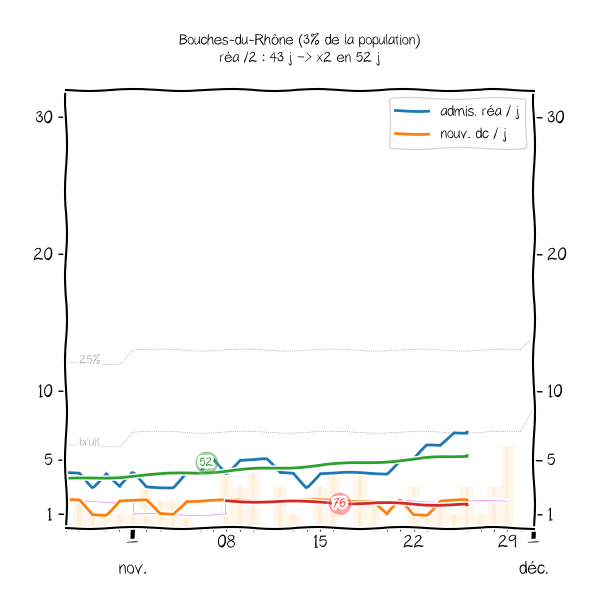 Bouches-du-Rhône (3% de la population)
réa /2 : 43 j -> x2 en 52 j
admis. réa / j
nouv. dc / j
30
30
20
20
25%
10
10
bruit
5
52
5
1
76
1
08
15
22
29
nov.
déc.